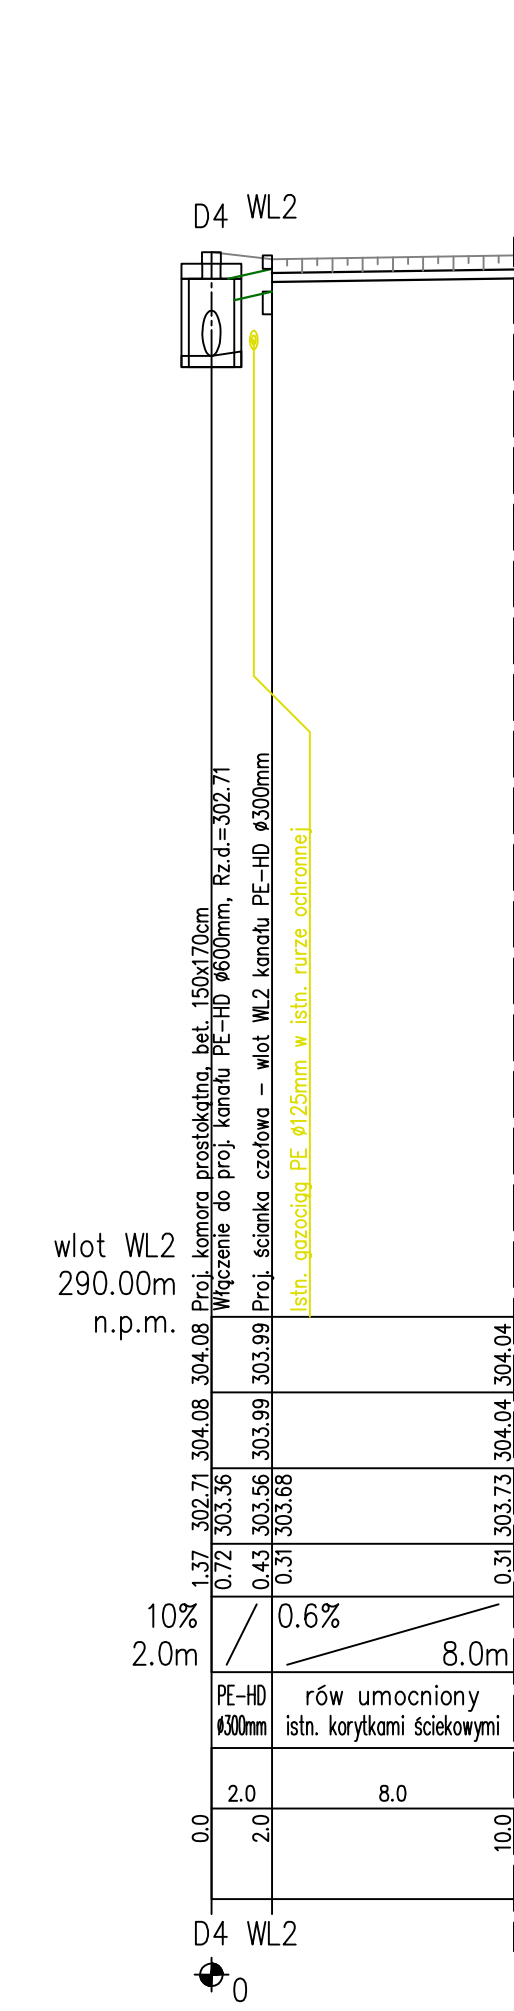 D4 WL2
Proj. komora prostokątna, bet. 150x170cm
Włączenie do proj. kanału PE-HD ø600mm, Rz.d.=302.71
Proj. ścianka czołowa - wlot WL2 kanału PE-HD ø300mm
Istn. gazociąg PE ø125mm w istn. rurze ochronnej
wlot WL2
290.00m
n.p.m.
304.08 303.99 304.04
304.08 303.99 304.04
302.71 303.36 303.56 303.68 303.73
1.37 0.72 0.43 0.31 0.31
10% 0.6%
2.0m 8.0m
PE-HD rów umocniony
ø300mm istn. korytkami ściekowymi
2.0 8.0
0.0 2.0 10.0
D4 WL2
0